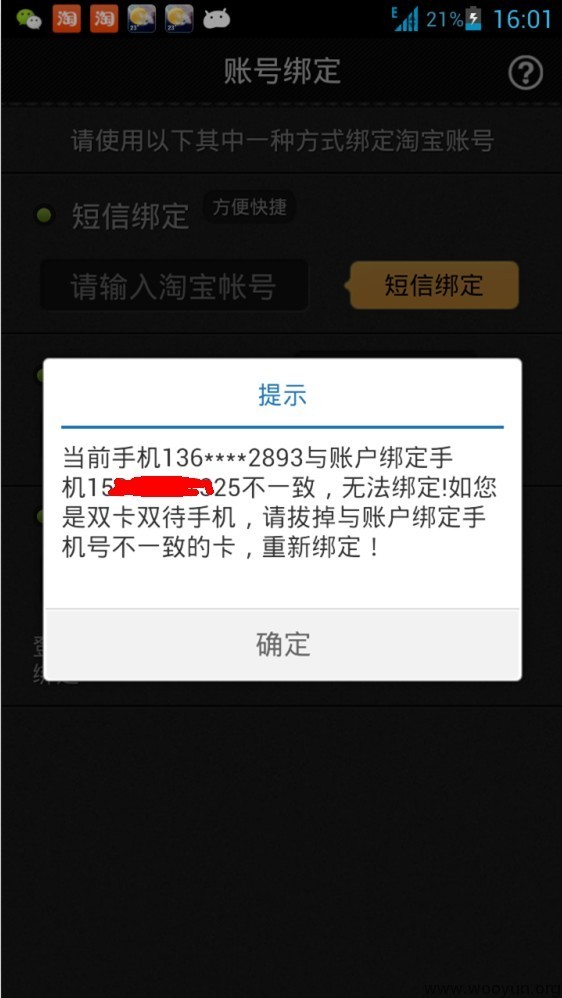 淘 淘 E 21% 16:01
账号绑定 ?
请使用以下其中一种方式绑定淘宝账号
短信绑定 方便快捷
请输入淘宝帐号 短信绑定
提示
当前手机136****2893与账户绑定手
机15 25不一致，无法绑定!如您
是双卡双待手机，请拔掉与账户绑定手
机号不一致的卡，重新绑定！
确定
www.wooyun.org